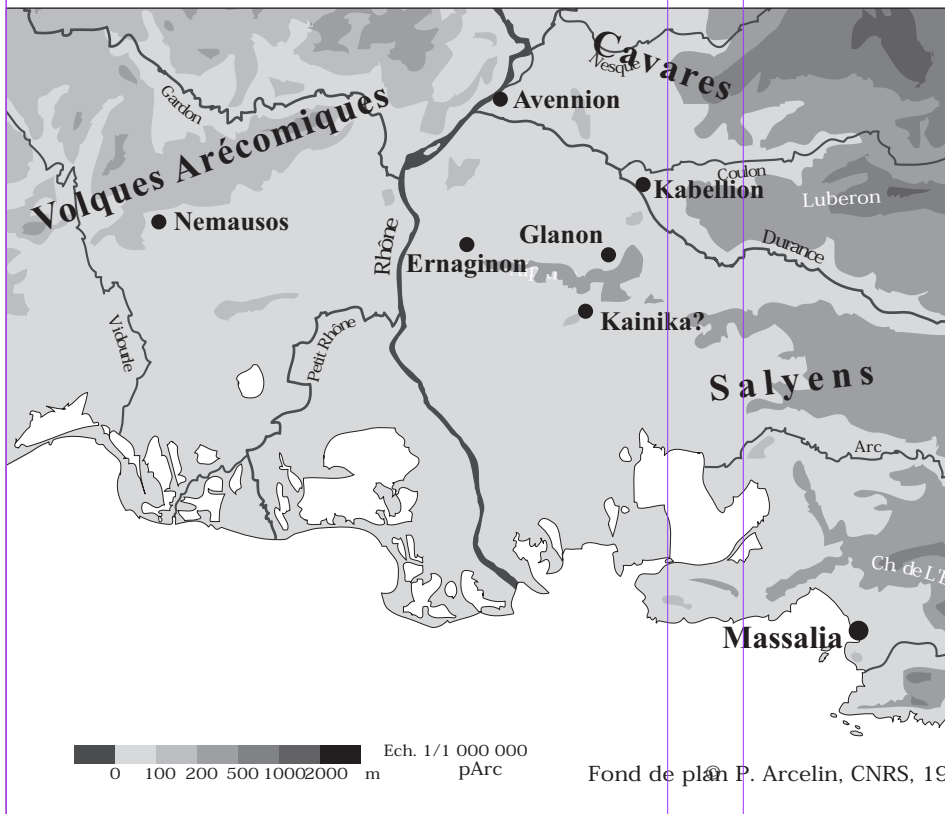 Cavares
Nesque
Gardon
Avennion
Volques Arécomiques
Coulon
Kabellion
Luberon
Nemausos
Rhône
Glanon
Durance
Ernaginon
Kainika?
Vidourle
Petit Rhône
Salyens
Arc
Ch. de L'
Massalia
Ech. 1/1 000 000
pArc
0 100 200 500 1000 2000 m
Fond de plan © P. Arcelin, CNRS, 19